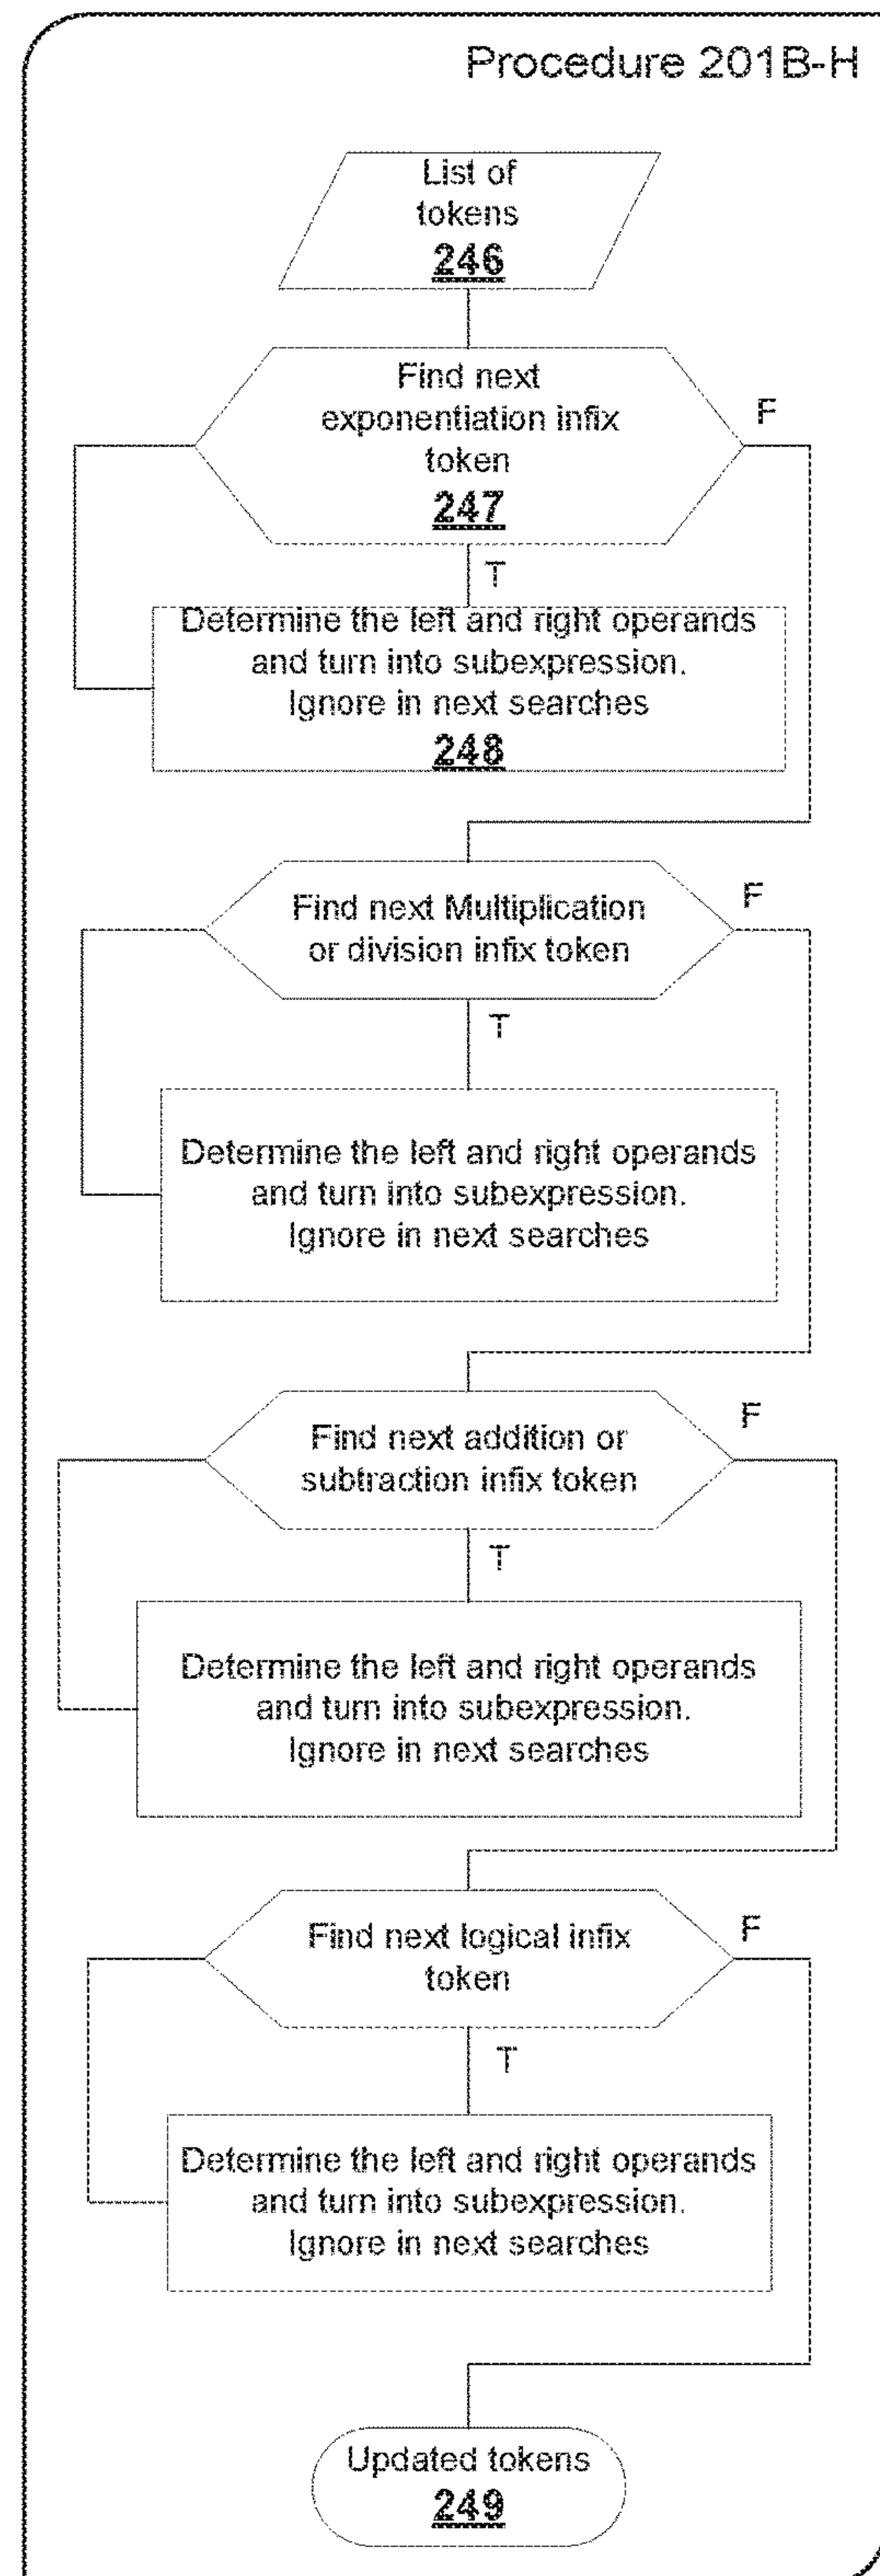 Procedure 201B-H
List of
tokens
246
Find next
exponentiation infix
token
247
F
T
Determine the left and right operands
and turn into subexpression.
Ignore in next searches
248
Find next Multiplication
or division infix token
F
T
Determine the left and right operands
and turn into subexpression.
Ignore in next searches
Find next addition or
subtraction infix token
F
T
Determine the left and right operands
and turn into subexpression.
Ignore in next searches
Find next logical infix
token
F
T
Determine the left and right operands
and turn into subexpression.
Ignore in next searches
Updated tokens
249